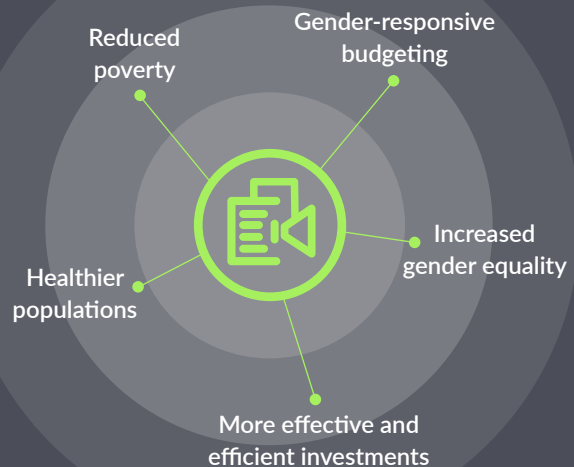 Reduced
poverty
Gender-responsive
budgeting
Increased
gender equality
Healthier
populations
More effective and
efficient investments